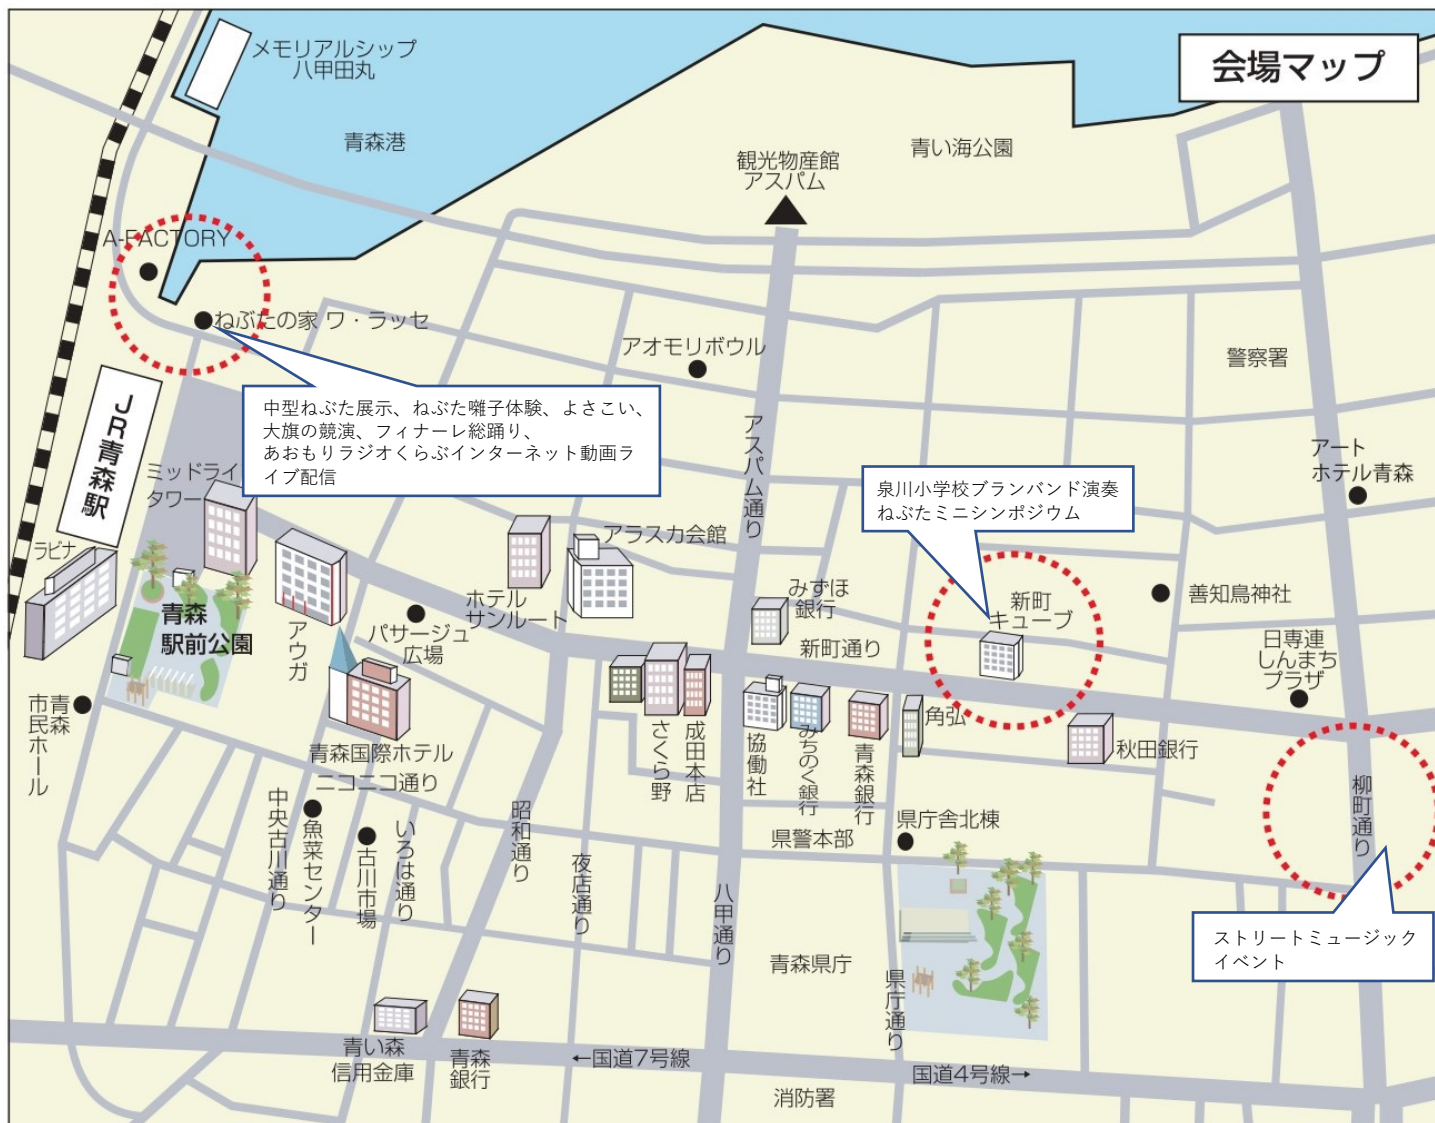 会場マップ
メモリアルシップ
八甲田丸
青森港
観光物産館
アスパム
青い海公園
A-FACTORY
ねぶたの家 ワ・ラッセ
アオモリボウル
警察署
JR青森駅
中型ねぶた展示、ねぶた囃子体験、よさこい、
大旗の競演、フィナーレ総踊り、
あおもりラジオくらぶインターネット動画ラ
イブ配信
アスパム通り
アート
ホテル青森
ミッドライ
タワー
泉川小学校ブランバンド演奏
ねぶたミニシンポジウム
ラビナ
アラスカ会館
ホテル
サンルート
みずほ
銀行
新町
キューブ
善知鳥神社
青森
駅前公園
アウガ
パサージュ
広場
新町通り
日専連
しんまち
プラザ
青森
市民ホール
さくら野
成田本店
協働社
みちのく銀行
青森銀行
角弘
秋田銀行
青森国際ホテル
ニコニコ通り
柳町通り
中央古川通り
魚菜センター
古川市場
いろは通り
昭和通り
夜店通り
県警本部
県庁舎北棟
八甲通り
青森県庁
県庁通り
ストリートミュージック
イベント
青い森
信用金庫
青森
銀行
←国道7号線
国道4号線→
消防署